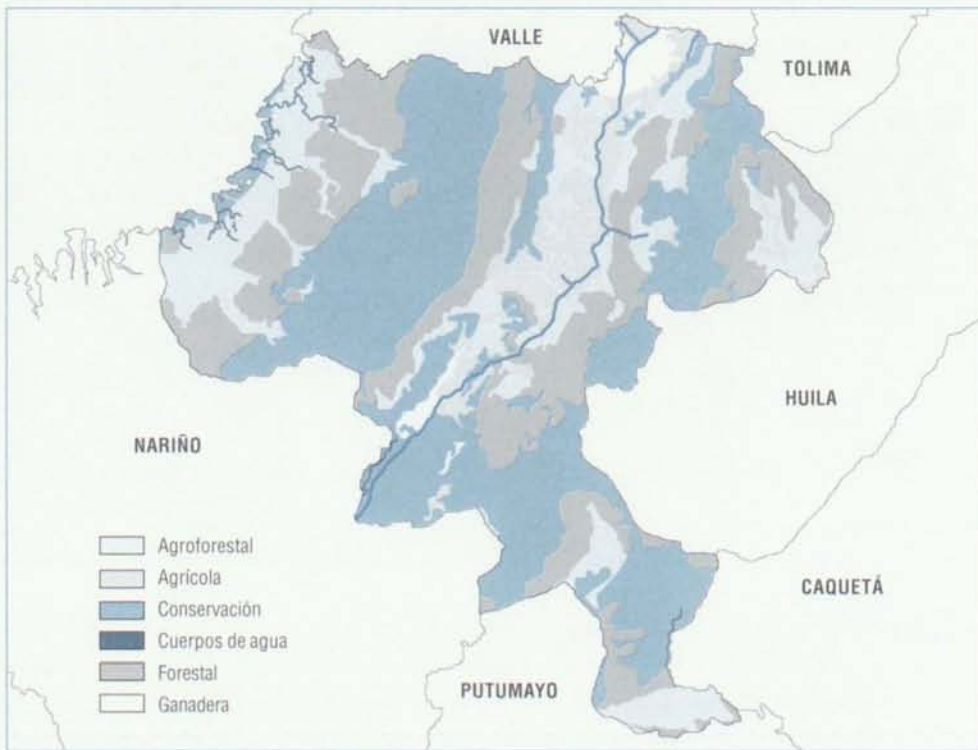 VALLE
TOLIMA
HUILA
NARIÑO
CAQUETÁ
PUTUMAYO
Agroforestal
Agrícola
Conservación
Cuerpos de agua
Forestal
Ganadera